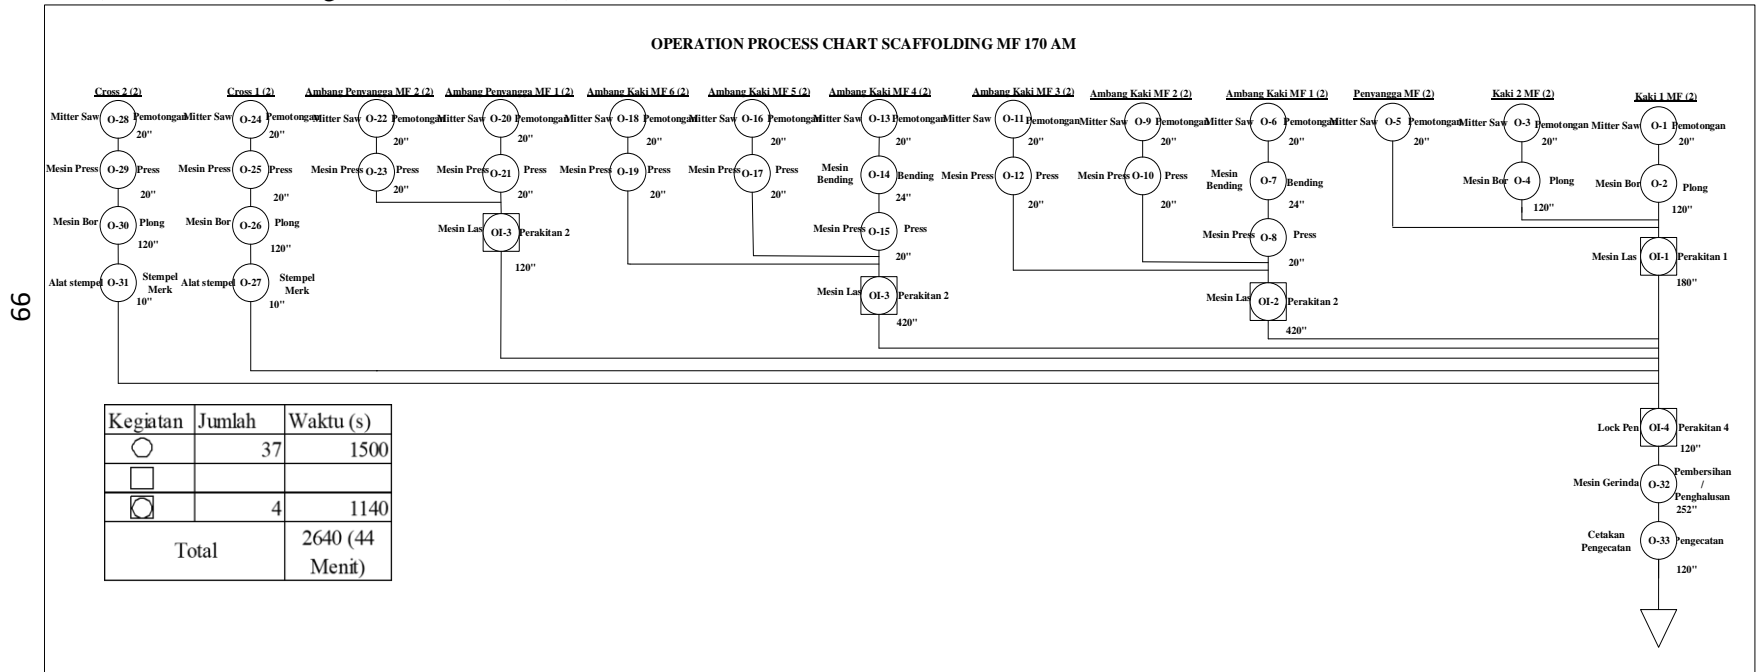 OPERATION PROCESS CHART SCAFFOLDING MF 170 AM
Cross 2 (2)
Mitter Saw O-28 Pemotongan
20"
Mesin Press O-29 Press
20"
Mesin Bor O-30 Plong
120"
Alat stempel O-31 Stempel
Merk
10"
Cross 1 (2)
Mitter Saw O-24 Pemotongan
20"
Mesin Press O-25 Press
20"
Mesin Bor O-26 Plong
120"
Alat stempel O-27 Stempel
Merk
10"
Ambang Penyangga MF 2 (2)
Mitter Saw O-22 Pemotongan
20"
Mesin Press O-23 Press
20"
Ambang Penyangga MF 1 (2)
Mitter Saw O-20 Pemotongan
20"
Mesin Press O-21 Press
20"
Mesin Las OI-3 Perakitan 2
120"
Ambang Kaki MF 6 (2)
Mitter Saw O-18 Pemotongan
20"
Mesin Press O-19 Press
20"
Ambang Kaki MF 5 (2)
Mitter Saw O-16 Pemotongan
20"
Mesin Press O-17 Press
20"
Ambang Kaki MF 4 (2)
Mitter Saw O-13 Pemotongan
20"
Mesin
Bending O-14 Bending
24"
Mesin Press O-15 Press
20"
Mesin Las OI-3 Perakitan 2
420"
Ambang Kaki MF 3 (2)
Mitter Saw O-11 Pemotongan
20"
Mesin Press O-12 Press
20"
Ambang Kaki MF 2 (2)
Mitter Saw O-9 Pemotongan
20"
Mesin Press O-10 Press
20"
Ambang Kaki MF 1 (2)
Mitter Saw O-6 Pemotongan
20"
Mesin
Bending O-7 Bending
24"
Mesin Press O-8 Press
20"
Mesin Las OI-2 Perakitan 2
420"
Penyangga MF (2)
Mitter Saw O-5 Pemotongan
20"
Kaki 2 MF (2)
Mitter Saw O-3 Pemotongan
20"
Mesin Bor O-4 Plong
120"
Kaki 1 MF (2)
Mitter Saw O-1 Pemotongan
20"
Mesin Bor O-2 Plong
120"
Mesin Las OI-1 Perakitan 1
180"
Lock Pen OI-4 Perakitan 4
120"
Mesin Gerinda O-32 Pembersihan
/
Penghalusan
252"
Cetakan
Pengecatan O-33 Pengecatan
120"
Kegiatan Jumlah Waktu (s)
37 1500
4 1140
Total 2640 (44
Menit)
66